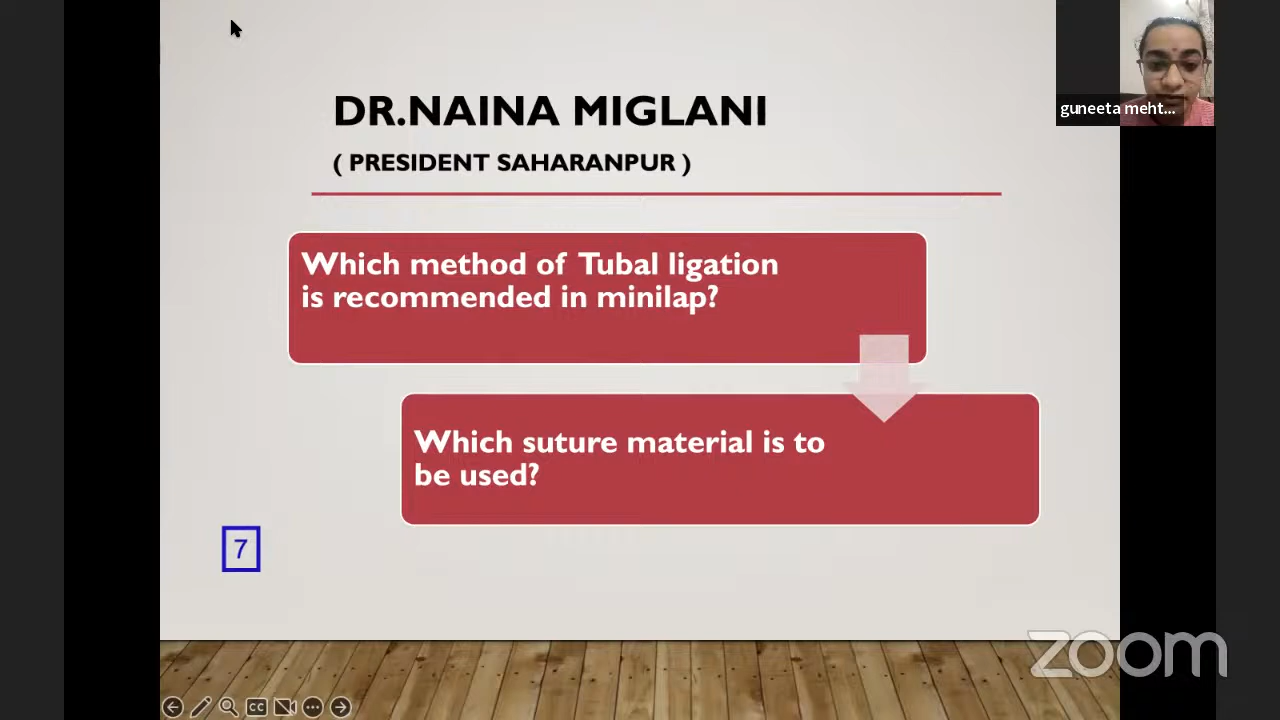 DR.NAINA MIGLANI
( PRESIDENT SAHARANPUR )
Which method of Tubal ligation
is recommended in minilap?
Which suture material is to
be used?
7
guneeta meht...
zoom
CC